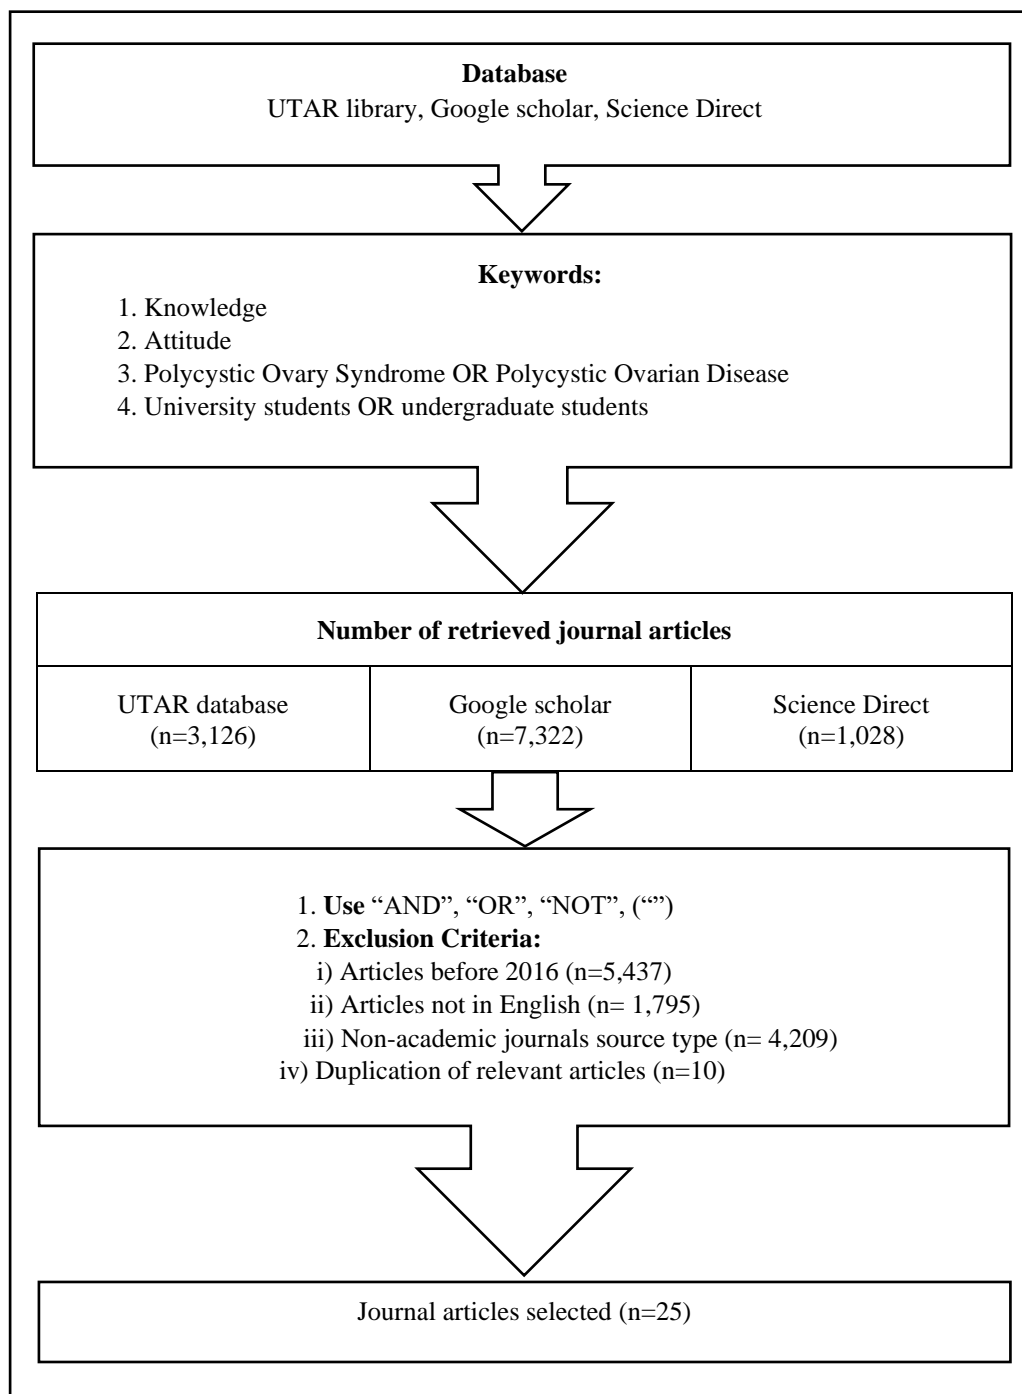 Database
UTAR library, Google scholar, Science Direct
Keywords:
1. Knowledge
2. Attitude
3. Polycystic Ovary Syndrome OR Polycystic Ovarian Disease
4. University students OR undergraduate students
Number of retrieved journal articles
UTAR database
(n=3,126)
Google scholar
(n=7,322)
Science Direct
(n=1,028)
1. Use “AND”, “OR”, “NOT”, (“”)
2. Exclusion Criteria:
i) Articles before 2016 (n=5,437)
ii) Articles not in English (n= 1,795)
iii) Non-academic journals source type (n= 4,209)
iv) Duplication of relevant articles (n=10)
Journal articles selected (n=25)